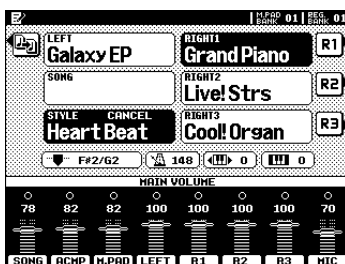 M.PAD BANK 01 REG. BANK 01
LEFT
Galaxy EP
RIGHT1
Grand Piano
R1
SONG
RIGHT2
Live! Strs
R2
STYLE CANCEL
Heart Beat
RIGHT3
Cool! Organ
R3
F#2/G2 148 0 0
MAIN VOLUME
78 82 82 100 100 100 100 70
SONG ACMP M.PAD LEFT R1 R2 R3 MIC